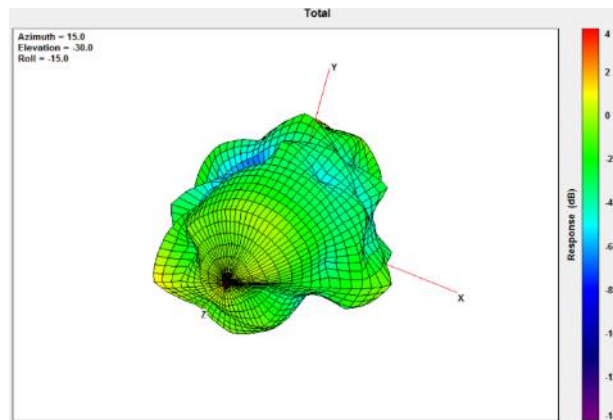 Total
Azimuth = 15.0
Elevation = -30.0
Roll = -15.0
Y
X
Z
4
2
0
-2
-4
-6
-8
Response (dB)